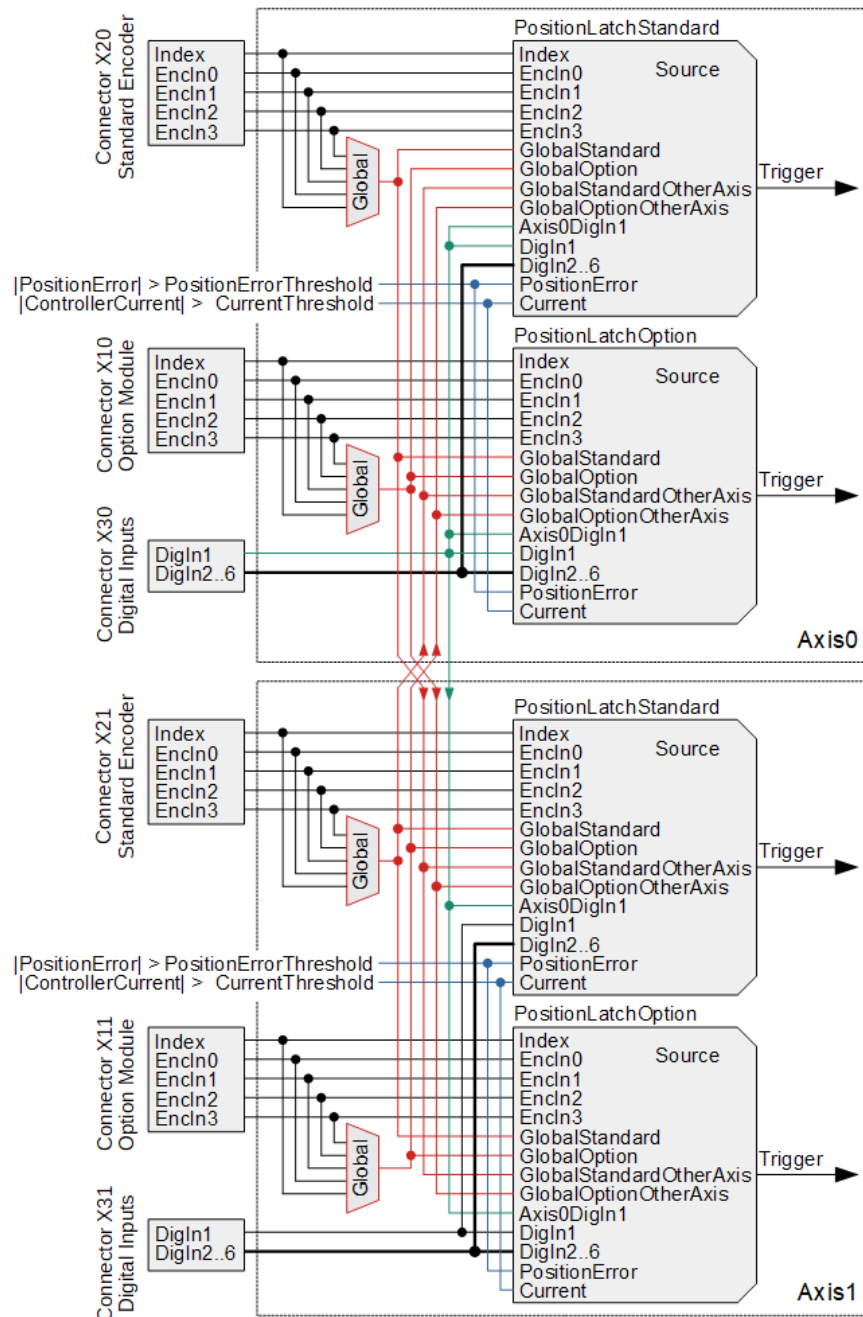 Connector X20
Standard Encoder
Index
EncIn0
EncIn1
EncIn2
EncIn3
Global
PositionLatchStandard
Source
Index
EncIn0
EncIn1
EncIn2
EncIn3
GlobalStandard
GlobalOption
GlobalStandardOtherAxis
GlobalOptionOtherAxis
Axis0DigIn1
DigIn1
DigIn2..6
PositionError
Current
Trigger
|PositionError| > PositionErrorThreshold
|ControllerCurrent| > CurrentThreshold
Connector X10
Option Module
Index
EncIn0
EncIn1
EncIn2
EncIn3
Global
PositionLatchOption
Source
Index
EncIn0
EncIn1
EncIn2
EncIn3
GlobalStandard
GlobalOption
GlobalStandardOtherAxis
GlobalOptionOtherAxis
Axis0DigIn1
DigIn1
DigIn2..6
PositionError
Current
Trigger
Connector X30
Digital Inputs
DigIn1
DigIn2..6
Axis0
Connector X21
Standard Encoder
Index
EncIn0
EncIn1
EncIn2
EncIn3
Global
PositionLatchStandard
Source
Index
EncIn0
EncIn1
EncIn2
EncIn3
GlobalStandard
GlobalOption
GlobalStandardOtherAxis
GlobalOptionOtherAxis
Axis0DigIn1
DigIn1
DigIn2..6
PositionError
Current
Trigger
|PositionError| > PositionErrorThreshold
|ControllerCurrent| > CurrentThreshold
Connector X11
Option Module
Index
EncIn0
EncIn1
EncIn2
EncIn3
Global
PositionLatchOption
Source
Index
EncIn0
EncIn1
EncIn2
EncIn3
GlobalStandard
GlobalOption
GlobalStandardOtherAxis
GlobalOptionOtherAxis
Axis0DigIn1
DigIn1
DigIn2..6
PositionError
Current
Trigger
Connector X31
Digital Inputs
DigIn1
DigIn2..6
Axis1